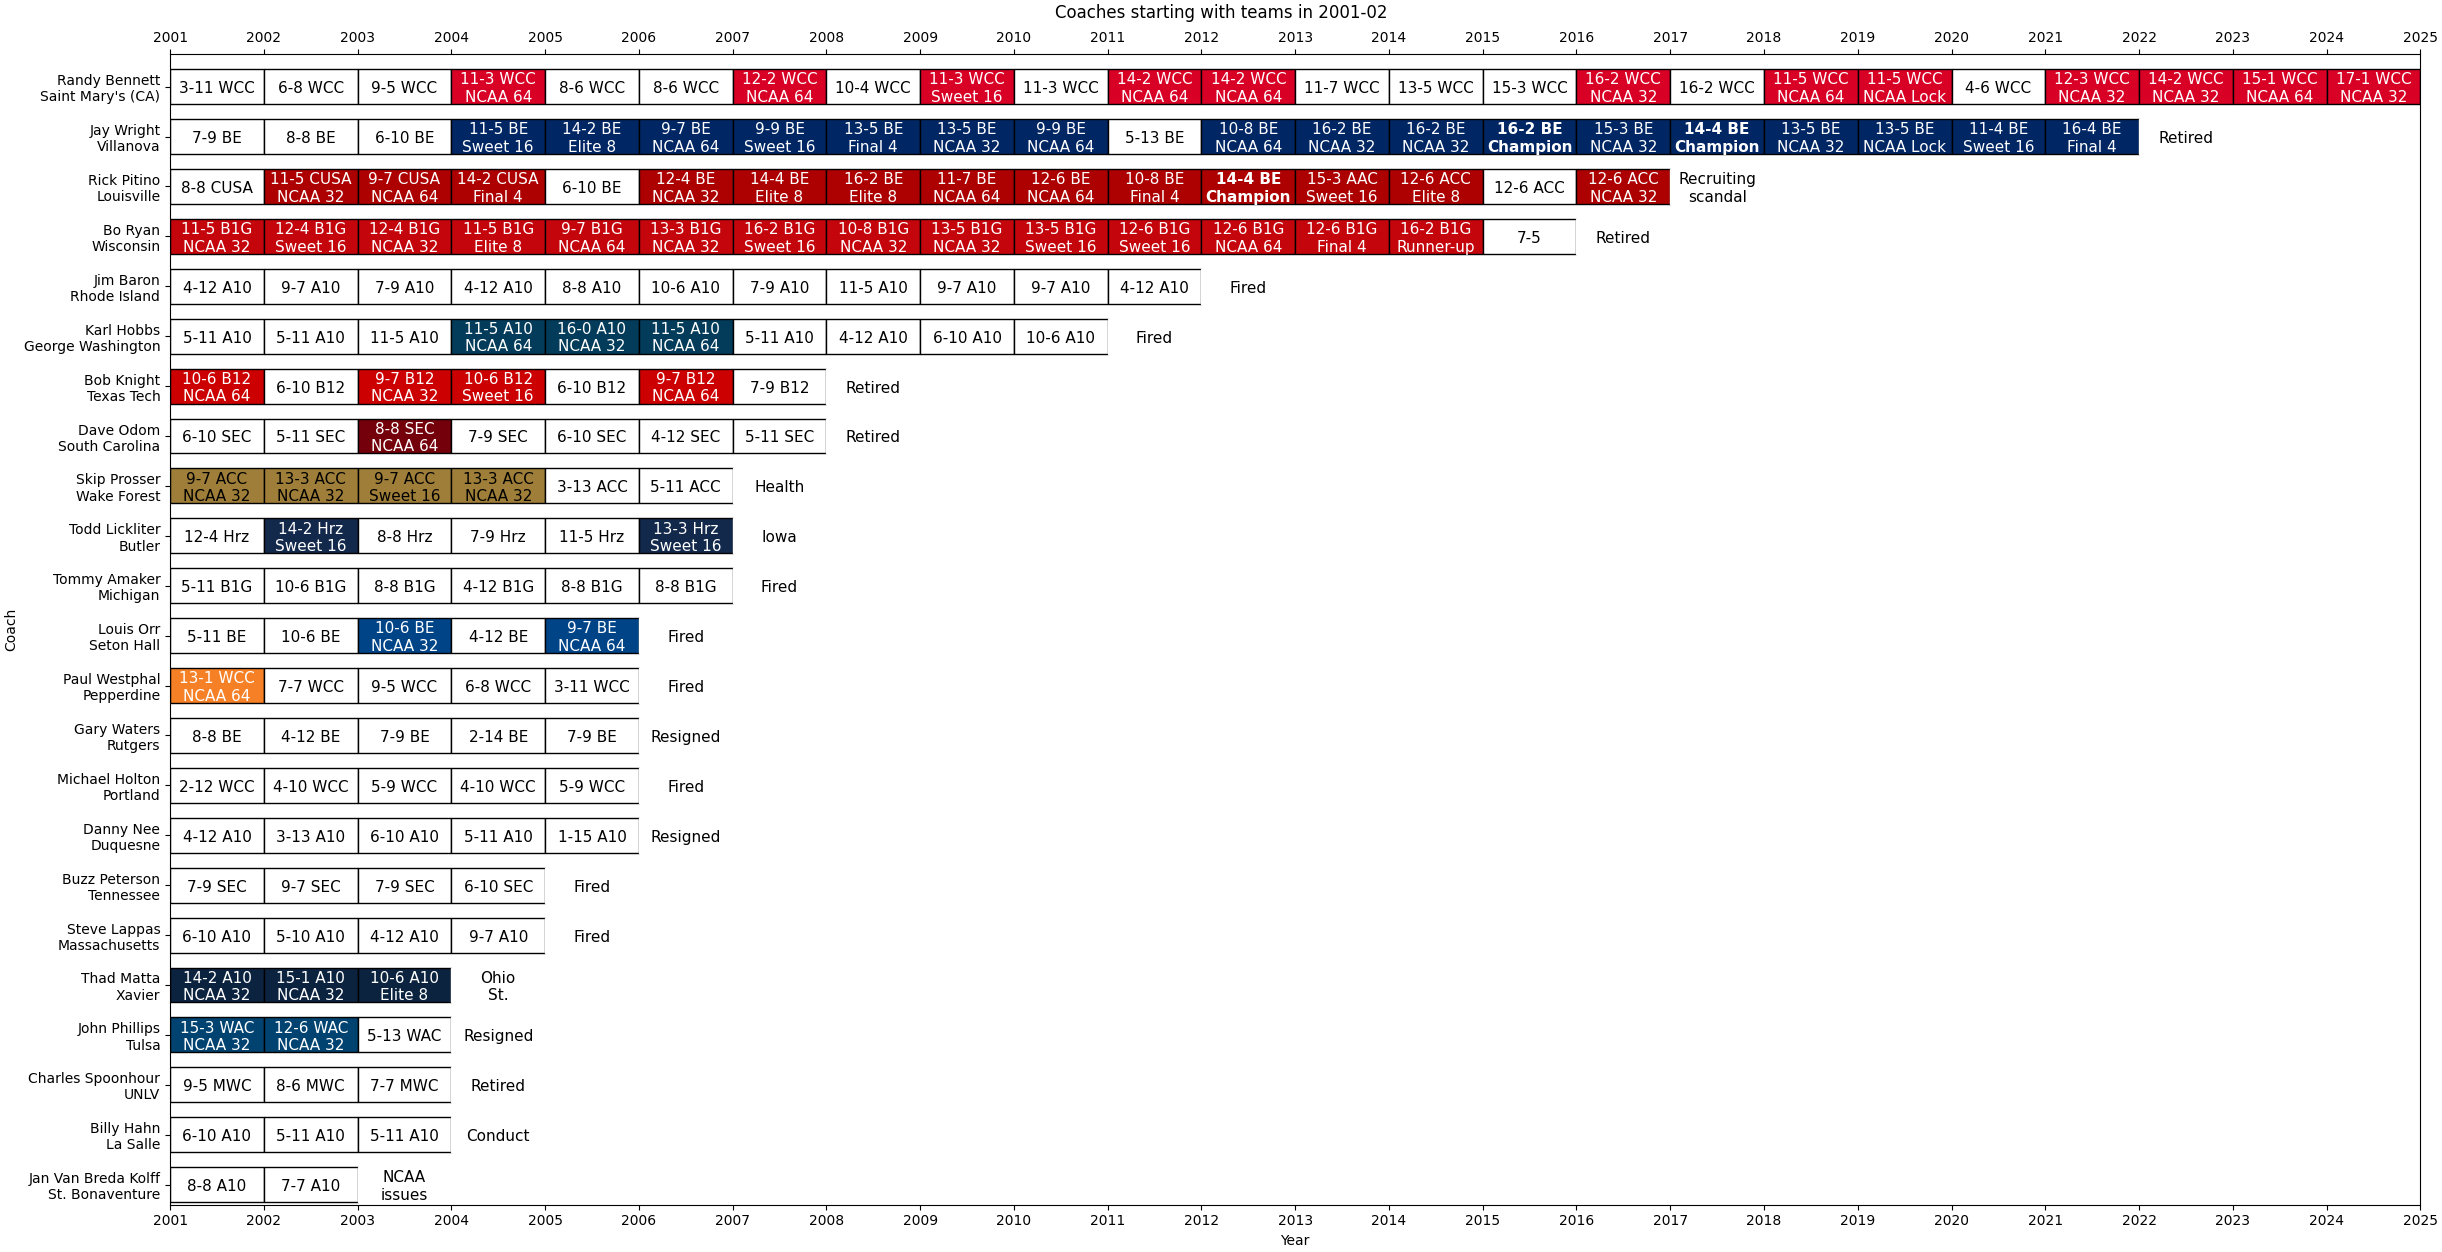 Coaches starting with teams in 2001-02
2001 2002 2003 2004 2005 2006 2007 2008 2009 2010 2011 2012 2013 2014 2015 2016 2017 2018 2019 2020 2021 2022 2023 2024 2025
Randy Bennett
Saint Mary's (CA)
3-11 WCC
6-8 WCC
9-5 WCC
11-3 WCC
NCAA 64
8-6 WCC
8-6 WCC
12-2 WCC
NCAA 64
10-4 WCC
11-3 WCC
Sweet 16
11-3 WCC
14-2 WCC
NCAA 64
14-2 WCC
NCAA 64
11-7 WCC
13-5 WCC
15-3 WCC
16-2 WCC
NCAA 32
16-2 WCC
11-5 WCC
NCAA 64
11-5 WCC
NCAA Lock
4-6 WCC
12-3 WCC
NCAA 32
14-2 WCC
NCAA 32
15-1 WCC
NCAA 64
17-1 WCC
NCAA 32
Jay Wright
Villanova
7-9 BE
8-8 BE
6-10 BE
11-5 BE
Sweet 16
14-2 BE
Elite 8
9-7 BE
NCAA 64
9-9 BE
Sweet 16
13-5 BE
Final 4
13-5 BE
NCAA 32
9-9 BE
NCAA 64
5-13 BE
10-8 BE
NCAA 64
16-2 BE
NCAA 32
16-2 BE
NCAA 32
16-2 BE
Champion
15-3 BE
NCAA 32
14-4 BE
Champion
13-5 BE
NCAA 32
13-5 BE
NCAA Lock
11-4 BE
Sweet 16
16-4 BE
Final 4
Retired
Rick Pitino
Louisville
8-8 CUSA
11-5 CUSA
NCAA 32
9-7 CUSA
NCAA 64
14-2 CUSA
Final 4
6-10 BE
12-4 BE
NCAA 32
14-4 BE
Elite 8
16-2 BE
Elite 8
11-7 BE
NCAA 64
12-6 BE
NCAA 64
10-8 BE
Final 4
14-4 BE
Champion
15-3 AAC
Sweet 16
12-6 ACC
Elite 8
12-6 ACC
12-6 ACC
NCAA 32
Recruiting
scandal
Bo Ryan
Wisconsin
11-5 B1G
NCAA 32
12-4 B1G
Sweet 16
12-4 B1G
NCAA 32
11-5 B1G
Elite 8
9-7 B1G
NCAA 64
13-3 B1G
NCAA 32
16-2 B1G
Sweet 16
10-8 B1G
NCAA 32
13-5 B1G
NCAA 32
13-5 B1G
Sweet 16
12-6 B1G
Sweet 16
12-6 B1G
NCAA 64
12-6 B1G
Final 4
16-2 B1G
Runner-up
7-5
Retired
Jim Baron
Rhode Island
4-12 A10
9-7 A10
7-9 A10
4-12 A10
8-8 A10
10-6 A10
7-9 A10
11-5 A10
9-7 A10
9-7 A10
4-12 A10
Fired
Karl Hobbs
George Washington
5-11 A10
5-11 A10
11-5 A10
11-5 A10
NCAA 64
16-0 A10
NCAA 32
11-5 A10
NCAA 64
5-11 A10
4-12 A10
6-10 A10
10-6 A10
Fired
Bob Knight
Texas Tech
10-6 B12
NCAA 64
6-10 B12
9-7 B12
NCAA 32
10-6 B12
Sweet 16
6-10 B12
9-7 B12
NCAA 64
7-9 B12
Retired
Dave Odom
South Carolina
6-10 SEC
5-11 SEC
8-8 SEC
NCAA 64
7-9 SEC
6-10 SEC
4-12 SEC
5-11 SEC
Retired
Skip Prosser
Wake Forest
9-7 ACC
NCAA 32
13-3 ACC
NCAA 32
9-7 ACC
Sweet 16
13-3 ACC
NCAA 32
3-13 ACC
5-11 ACC
Health
Todd Lickliter
Butler
12-4 Hrz
14-2 Hrz
Sweet 16
8-8 Hrz
7-9 Hrz
11-5 Hrz
13-3 Hrz
Sweet 16
Iowa
Tommy Amaker
Michigan
5-11 B1G
10-6 B1G
8-8 B1G
4-12 B1G
8-8 B1G
8-8 B1G
Fired
Louis Orr
Seton Hall
5-11 BE
10-6 BE
10-6 BE
NCAA 32
4-12 BE
9-7 BE
NCAA 64
Fired
Paul Westphal
Pepperdine
13-1 WCC
NCAA 64
7-7 WCC
9-5 WCC
6-8 WCC
3-11 WCC
Fired
Gary Waters
Rutgers
8-8 BE
4-12 BE
7-9 BE
2-14 BE
7-9 BE
Resigned
Michael Holton
Portland
2-12 WCC
4-10 WCC
5-9 WCC
4-10 WCC
5-9 WCC
Fired
Danny Nee
Duquesne
4-12 A10
3-13 A10
6-10 A10
5-11 A10
1-15 A10
Resigned
Buzz Peterson
Tennessee
7-9 SEC
9-7 SEC
7-9 SEC
6-10 SEC
Fired
Steve Lappas
Massachusetts
6-10 A10
5-10 A10
4-12 A10
9-7 A10
Fired
Thad Matta
Xavier
14-2 A10
NCAA 32
15-1 A10
NCAA 32
10-6 A10
Elite 8
Ohio
St.
John Phillips
Tulsa
15-3 WAC
NCAA 32
12-6 WAC
NCAA 32
5-13 WAC
Resigned
Charles Spoonhour
UNLV
9-5 MWC
8-6 MWC
7-7 MWC
Retired
Billy Hahn
La Salle
6-10 A10
5-11 A10
5-11 A10
Conduct
Jan Van Breda Kolff
St. Bonaventure
8-8 A10
7-7 A10
NCAA
issues
2001 2002 2003 2004 2005 2006 2007 2008 2009 2010 2011 2012 2013 2014 2015 2016 2017 2018 2019 2020 2021 2022 2023 2024 2025
Year
Coach